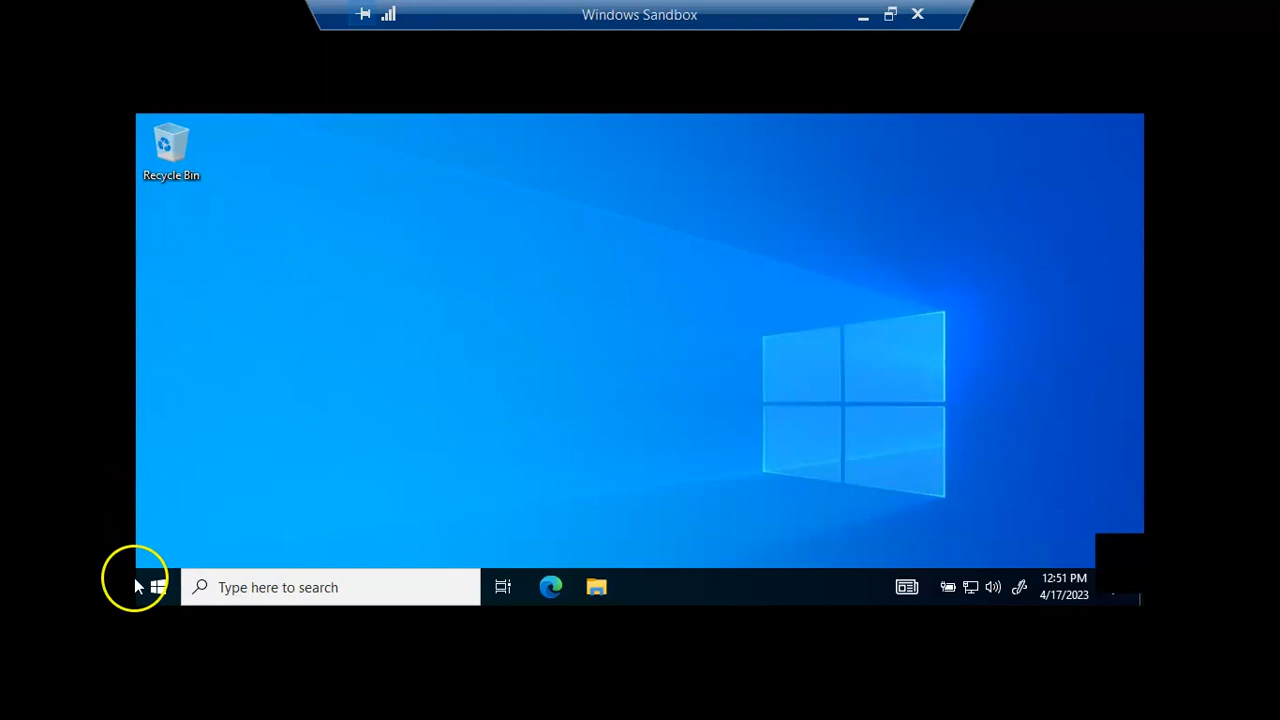 Windows Sandbox
Recycle Bin
Type here to search
12:51 PM
4/17/2023